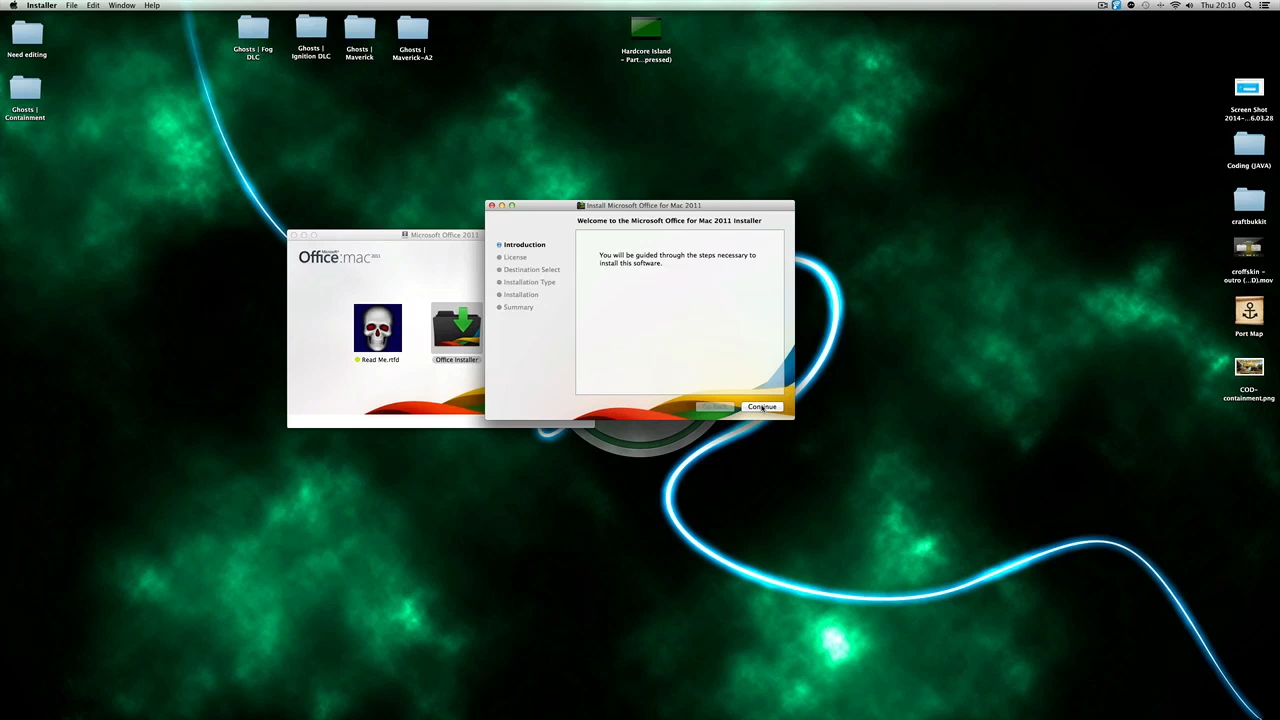 Installer File Edit Window Help
Thu 20:10
Need editing
Ghosts |
Containment
Ghosts | Fog
DLC
Ghosts |
Ignition DLC
Ghosts |
Maverick
Ghosts |
Maverick-A2
Hardcore Island
- Part...pressed)
Screen Shot
2014-...6.03.28
Coding (JAVA)
craftbukkit
croffskin -
outro (...D).mov
Port Map
COD-
containment.png
Microsoft Office 2011
Microsoft
Office:mac 2011
Read Me.rtfd
Office Installer
Install Microsoft Office for Mac 2011
Welcome to the Microsoft Office for Mac 2011 Installer
Introduction
License
Destination Select
Installation Type
Installation
Summary
You will be guided through the steps necessary to
install this software.
Go Back
Continue